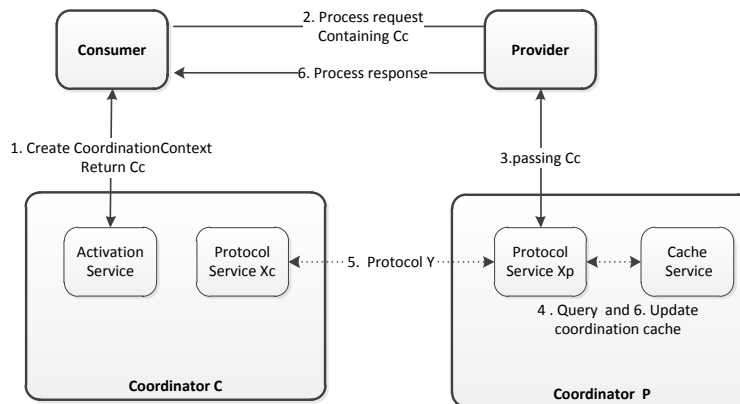 2. Process request
Containing Cc
Consumer
Provider
6. Process response
1. Create CoordinationContext
Return Cc
3.passing Cc
Activation
Service
Protocol
Service Xc
5. Protocol Y
Protocol
Service Xp
Cache
Service
4 . Query and 6. Update
coordination cache
Coordinator C
Coordinator P